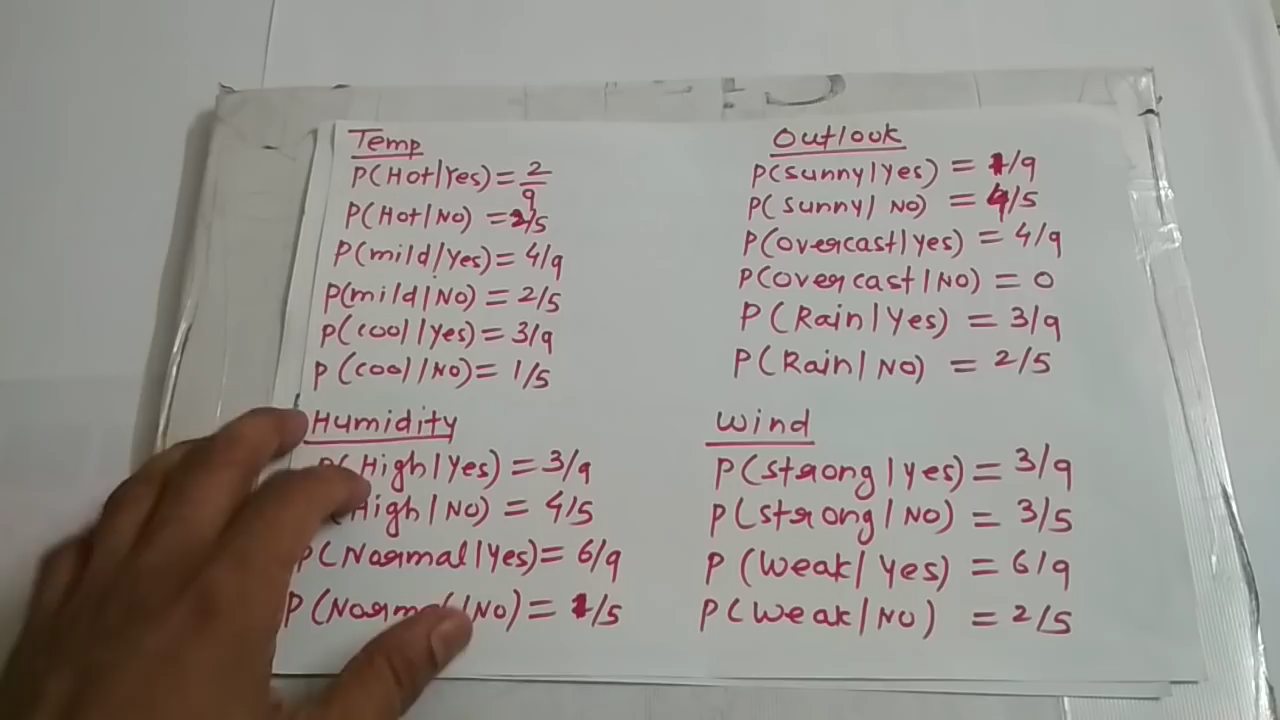 Temp
P(Hot|Yes) = 2/9
P(Hot|NO) = 2/5
P(mild|Yes) = 4/9
P(mild|NO) = 2/5
P(cool|Yes) = 3/9
P(cool|NO) = 1/5
Humidity
P(High|Yes) = 3/9
P(High|NO) = 4/5
P(Normal|Yes) = 6/9
P(Normal|NO) = 1/5
Outlook
P(sunny|Yes) = /9
P(sunny|NO) = /5
P(overcast|Yes) = 4/9
P(overcast|NO) = 0
P(Rain|Yes) = 3/9
P(Rain|NO) = 2/5
Wind
P(strong|Yes) = 3/9
P(strong|NO) = 3/5
P(Weak|Yes) = 6/9
P(Weak|NO) = 2/5